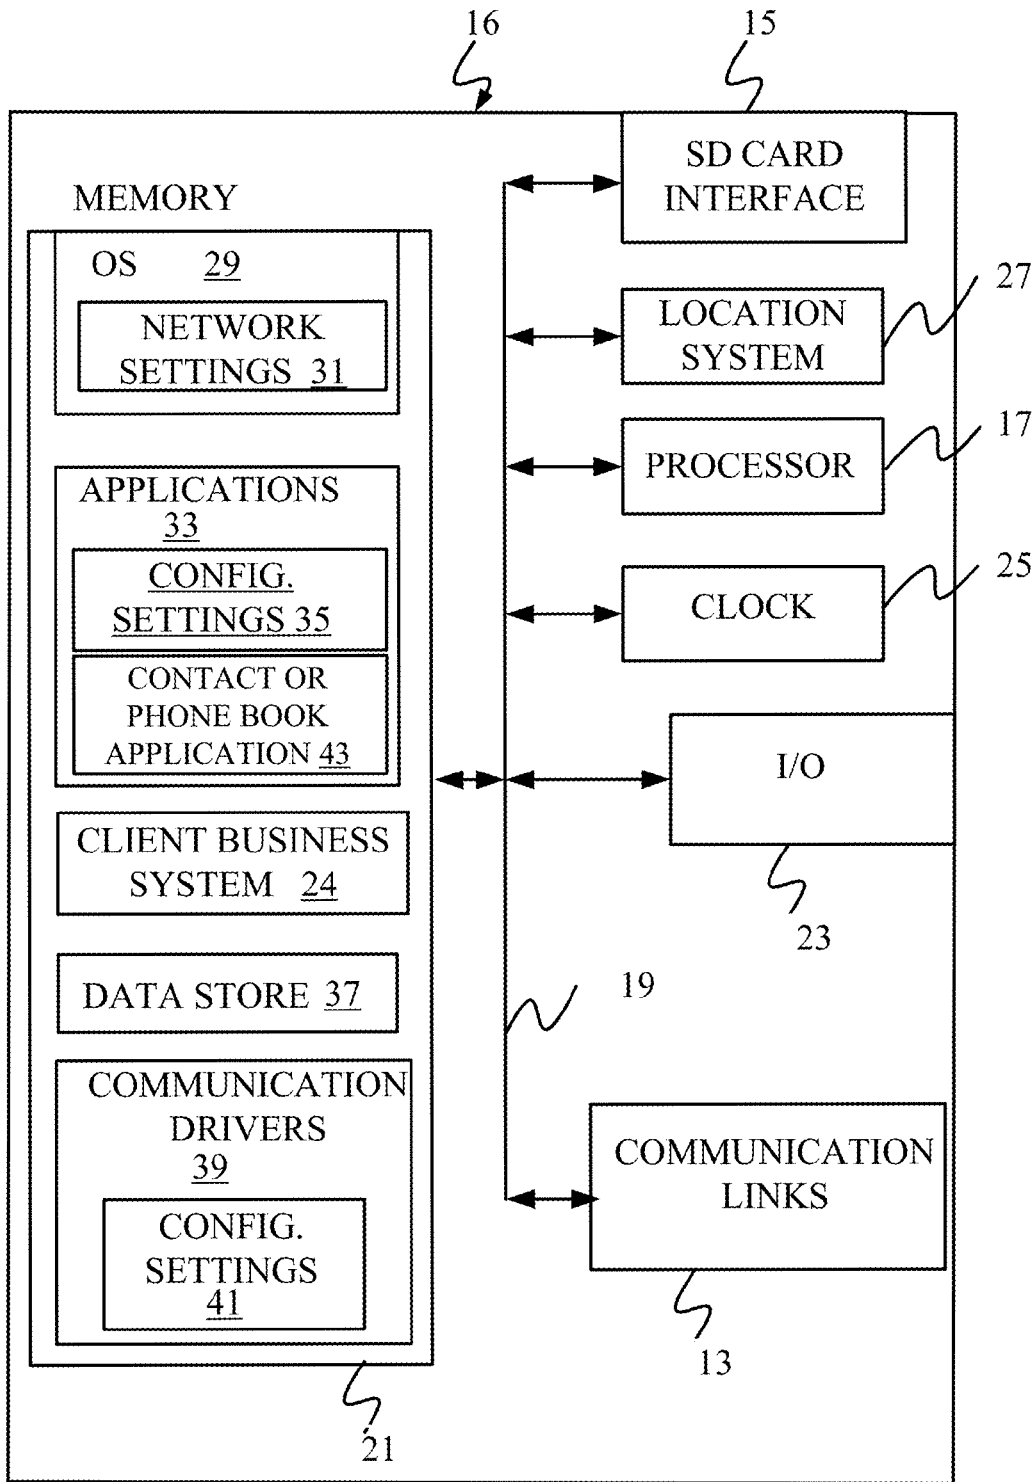 16
15
SD CARD
INTERFACE
MEMORY
OS 29
NETWORK
SETTINGS 31
27
LOCATION
SYSTEM
17
PROCESSOR
APPLICATIONS
33
CONFIG.
SETTINGS 35
25
CLOCK
CONTACT OR
PHONE BOOK
APPLICATION 43
I/O
23
CLIENT BUSINESS
SYSTEM 24
DATA STORE 37
19
COMMUNICATION
DRIVERS
39
CONFIG.
SETTINGS
41
COMMUNICATION
LINKS
13
21